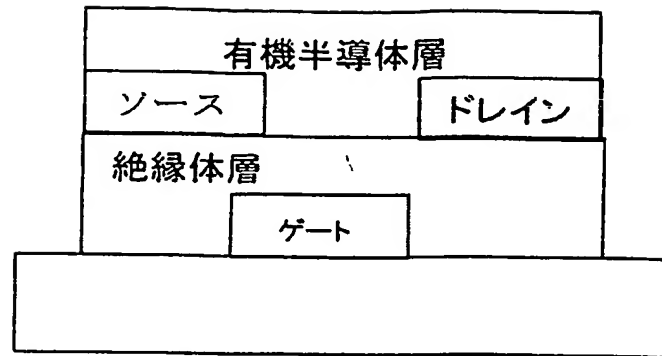 有機半導体層
ソース
ドレイン
絶縁体層
ゲート